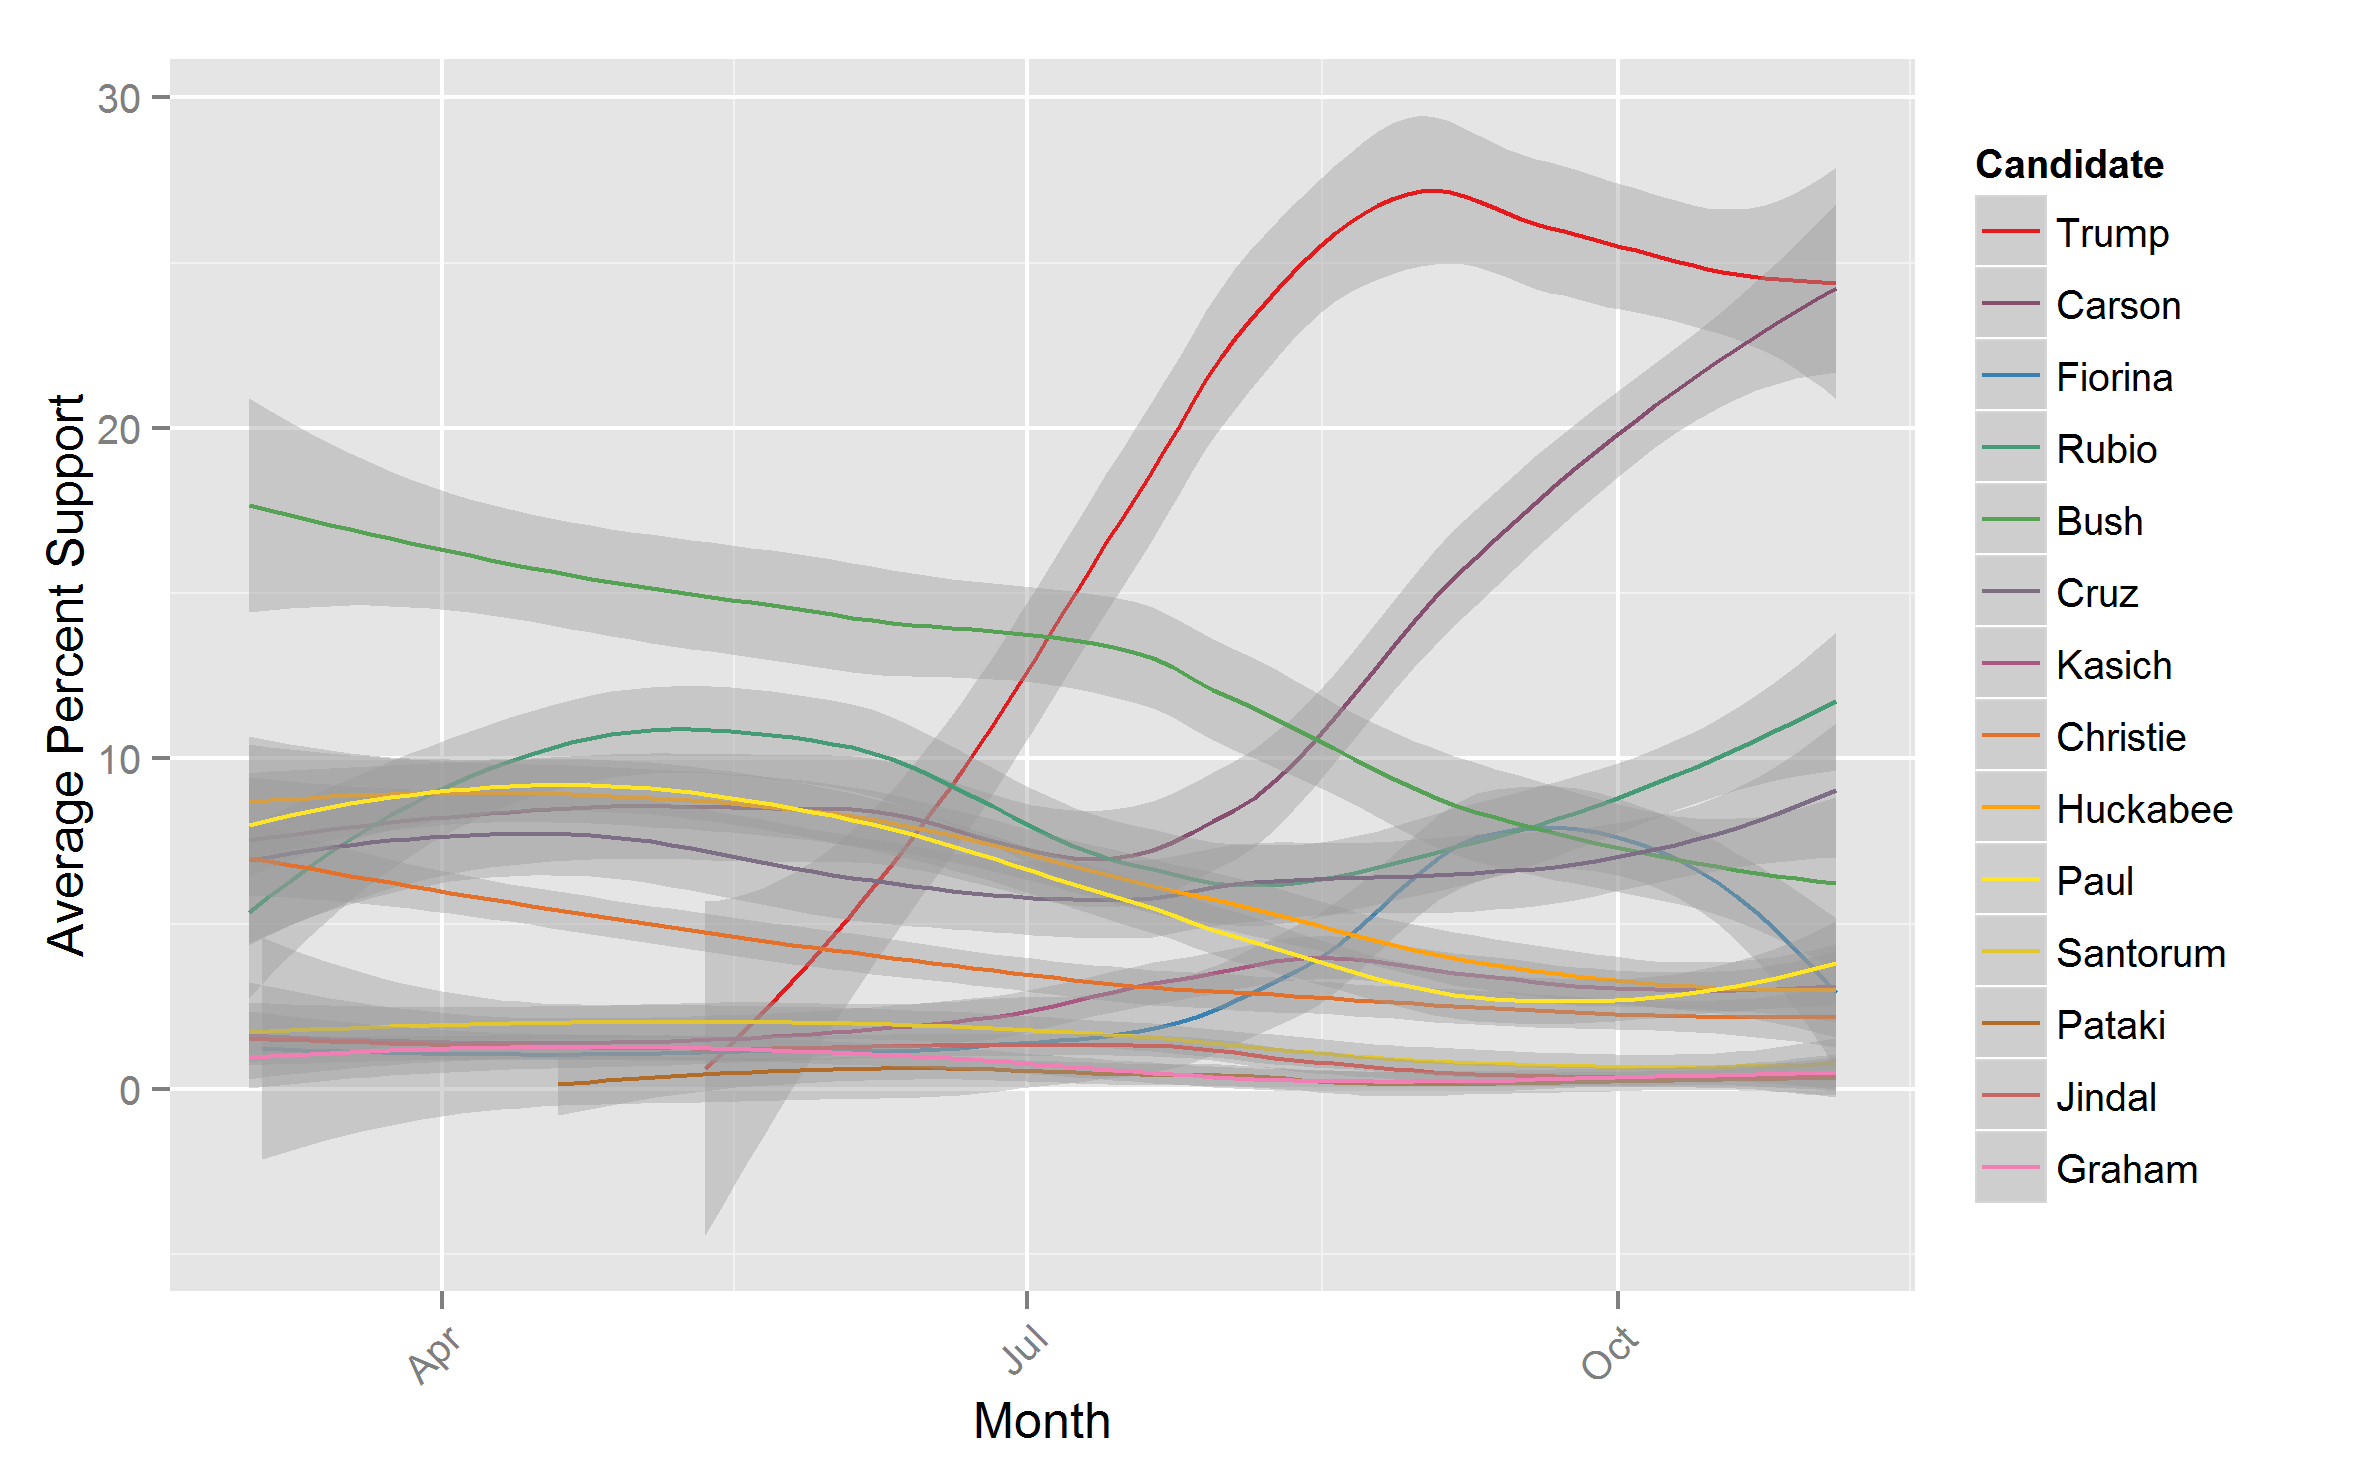 30
20
10
0
Average Percent Support
Apr
Jul
Oct
Month
Candidate
Trump
Carson
Fiorina
Rubio
Bush
Cruz
Kasich
Christie
Huckabee
Paul
Santorum
Pataki
Jindal
Graham